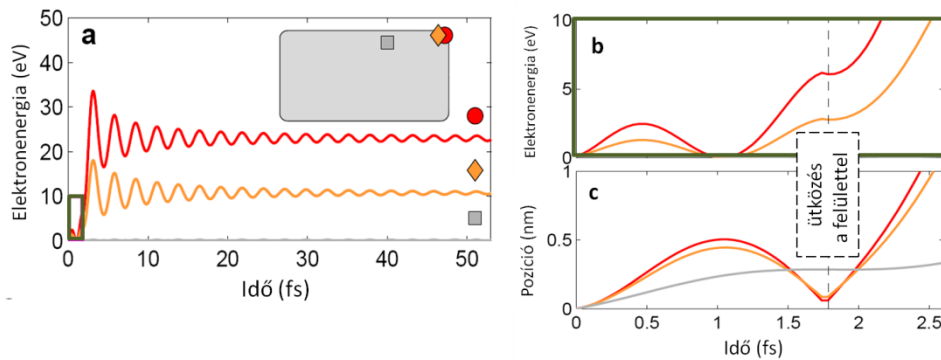 a
Elektronenergia (eV)
50
40
30
20
10
0
0 10 20 30 40 50
Idő (fs)
b
Elektronenergia (eV)
10
5
0
ütközés
a felülettel
c
Pozíció (nm)
1
0.5
0
0 0.5 1 1.5 2 2.5
Idő (fs)